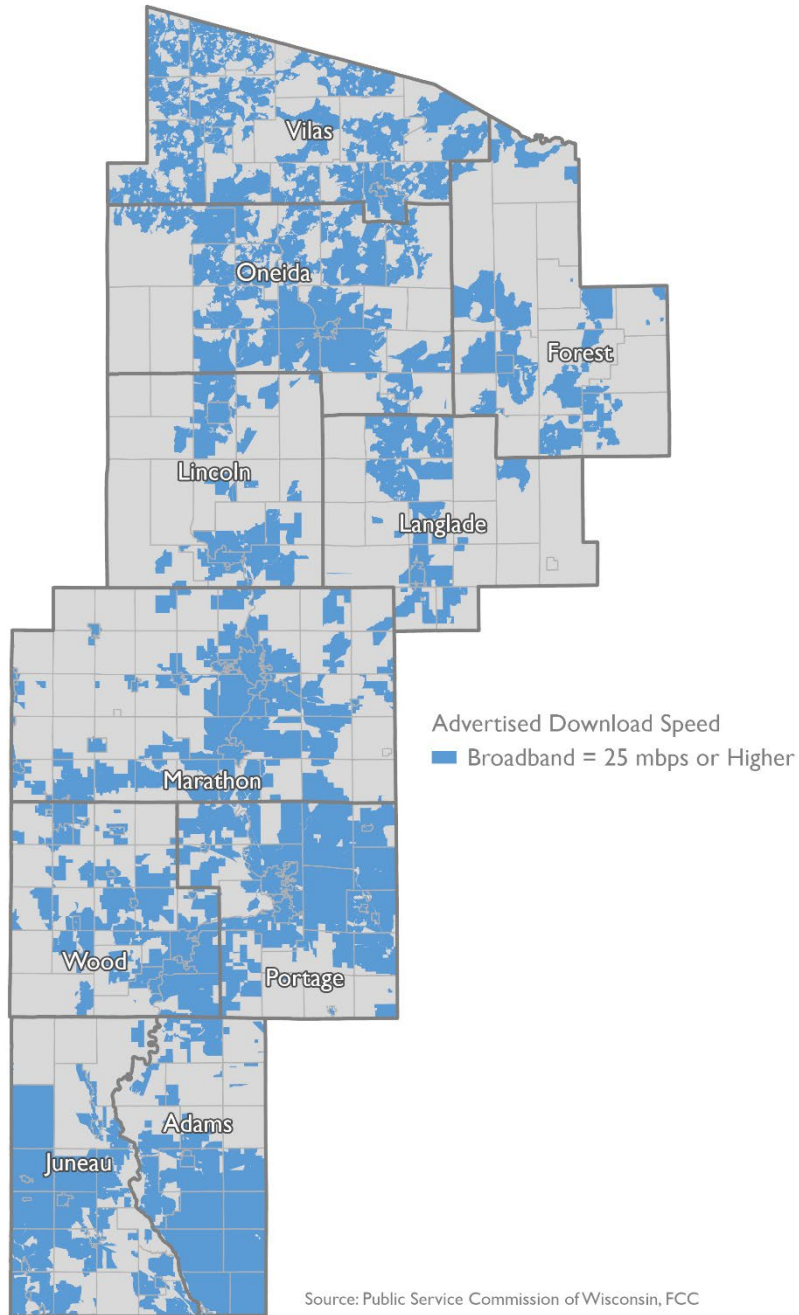 Vilas
Oneida
Forest
Lincoln
Langlade
Advertised Download Speed
Broadband = 25 mbps or Higher
Marathon
Wood
Portage
Adams
Juneau
Source: Public Service Commission of Wisconsin, FCC